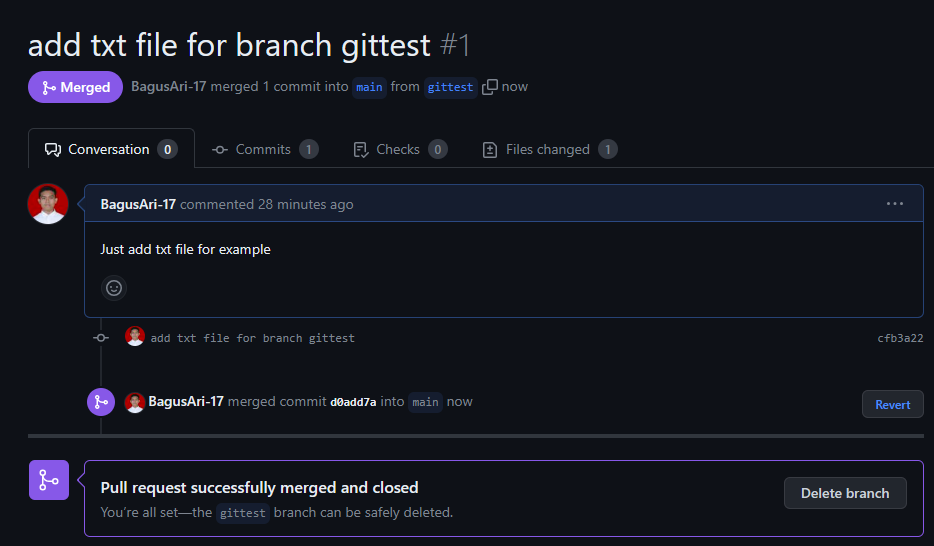 add txt file for branch gittest #1
Merged BagusAri-17 merged 1 commit into main from gittest now
Conversation 0 Commits 1 Checks 0 Files changed 1
BagusAri-17 commented 28 minutes ago
Just add txt file for example
add txt file for branch gittest cfb3a22
BagusAri-17 merged commit d0add7a into main now Revert
Pull request successfully merged and closed
You're all set—the gittest branch can be safely deleted.
Delete branch